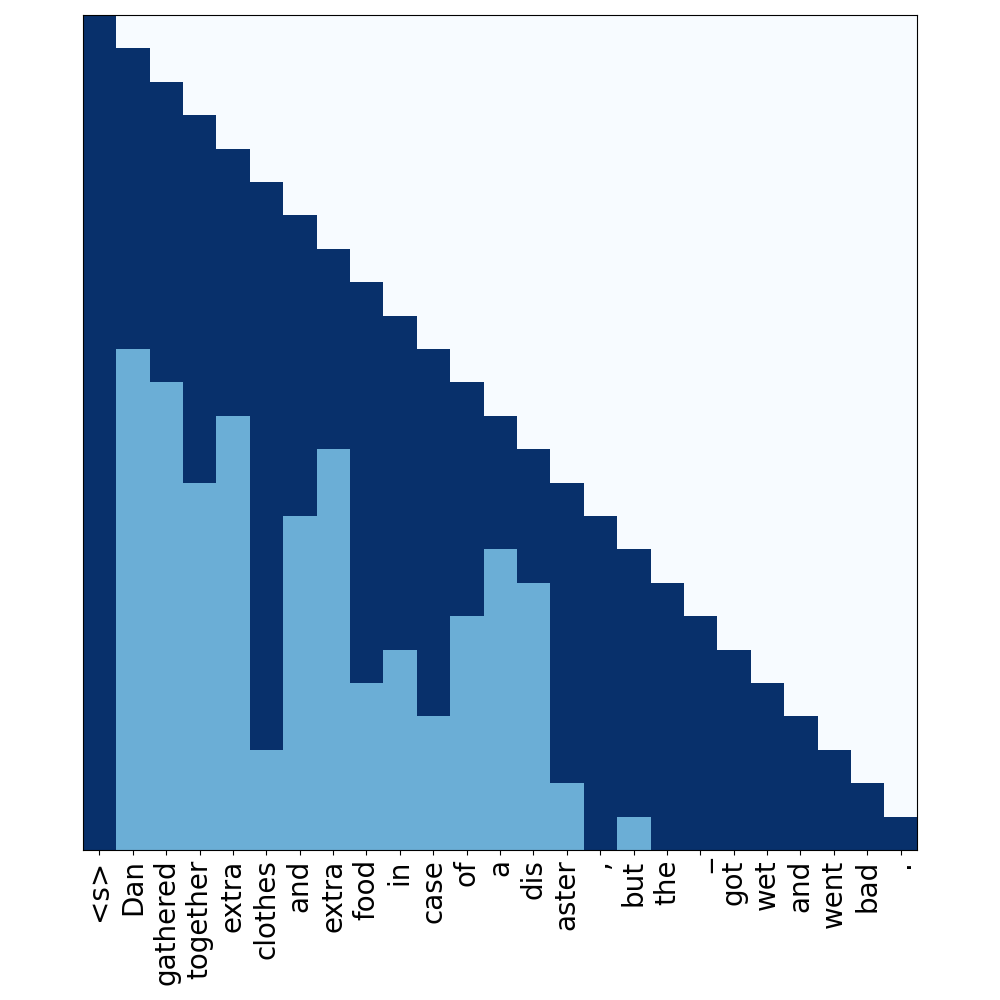 <s> Dan gathered together extra clothes and extra food in case of a dis aster , but the _ got wet and went bad .